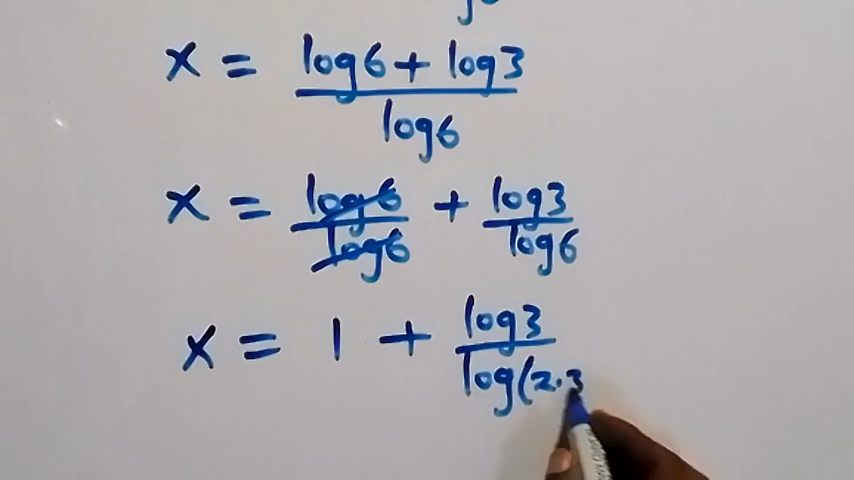 x = log6 + log3 / log6
x = log6 / log6 + log3 / log6
x = 1 + log3 / log(2·3